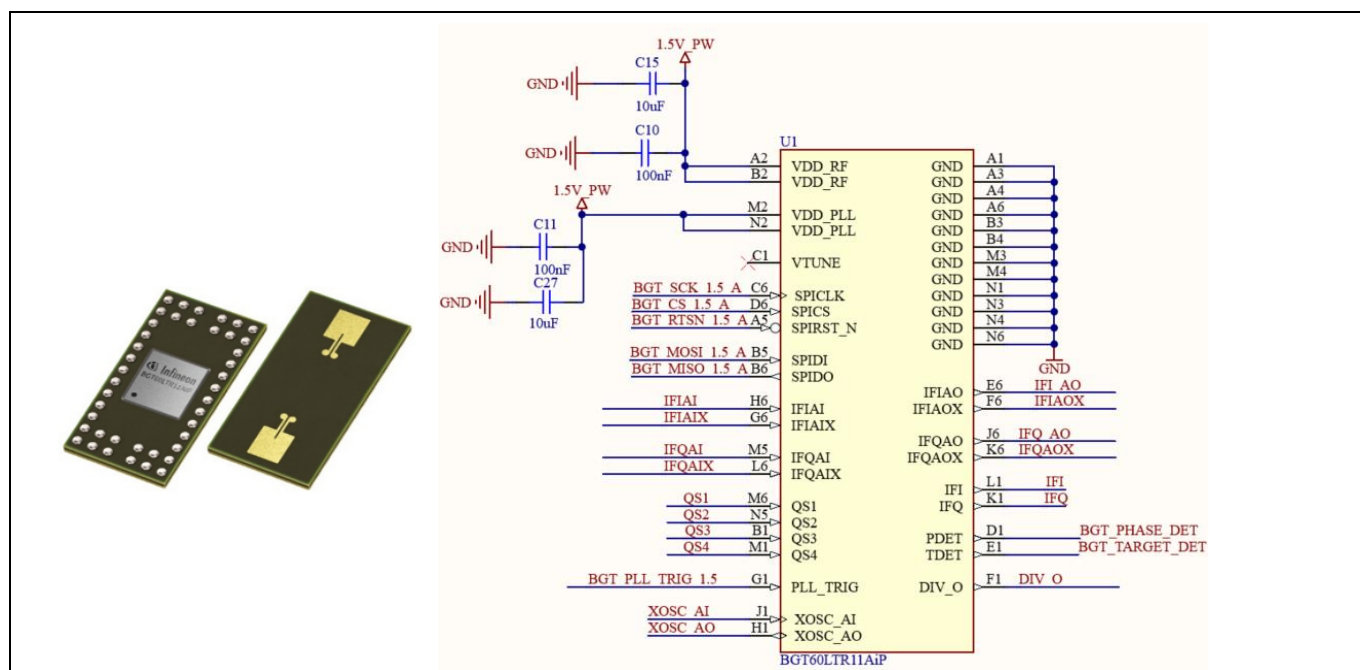 1.5V_PW
C15
GND
10uF
C10
GND
100nF
U1
A2 VDD_RF GND A1
B2 VDD_RF GND A3
GND A4
1.5V_PW
M2 VDD_PLL GND A6
N2 VDD_PLL GND B3
C11
GND B4
GND
100nF
C1 VTUNE GND M3
GND M4
C27
BGT_SCK_1.5_A C6 SPICLK GND N1
GND
BGT_CS_1.5_A D6 SPICS GND N3
10uF
BGT_RTSN_1.5_A A5 SPIRST_N GND N4
GND N6
BGT_MOSI_1.5_A B5 SPIDI
GND
BGT_MISO_1.5_A B6 SPIDO
IFIAO E6 IFI_AO
IFIAI H6 IFIAI IFIAOX F6 IFIAOX
IFIAIX G6 IFIAIX
IFQAO J6 IFQ_AO
IFQAI M5 IFQAI IFQAOX K6 IFQAOX
IFQAIX L6 IFQAIX
IFI L1 IFI
QS1 M6 QS1 IFQ K1 IFQ
QS2 N5 QS2
QS3 B1 QS3 PDET D1 BGT_PHASE_DET
QS4 M1 QS4 TDET E1 BGT_TARGET_DET
BGT_PLL_TRIG_1.5 G1 PLL_TRIG DIV_O F1 DIV_O
XOSC_AI J1 XOSC_AI
XOSC_AO H1 XOSC_AO
BGT60LTR11AiP
Infineon